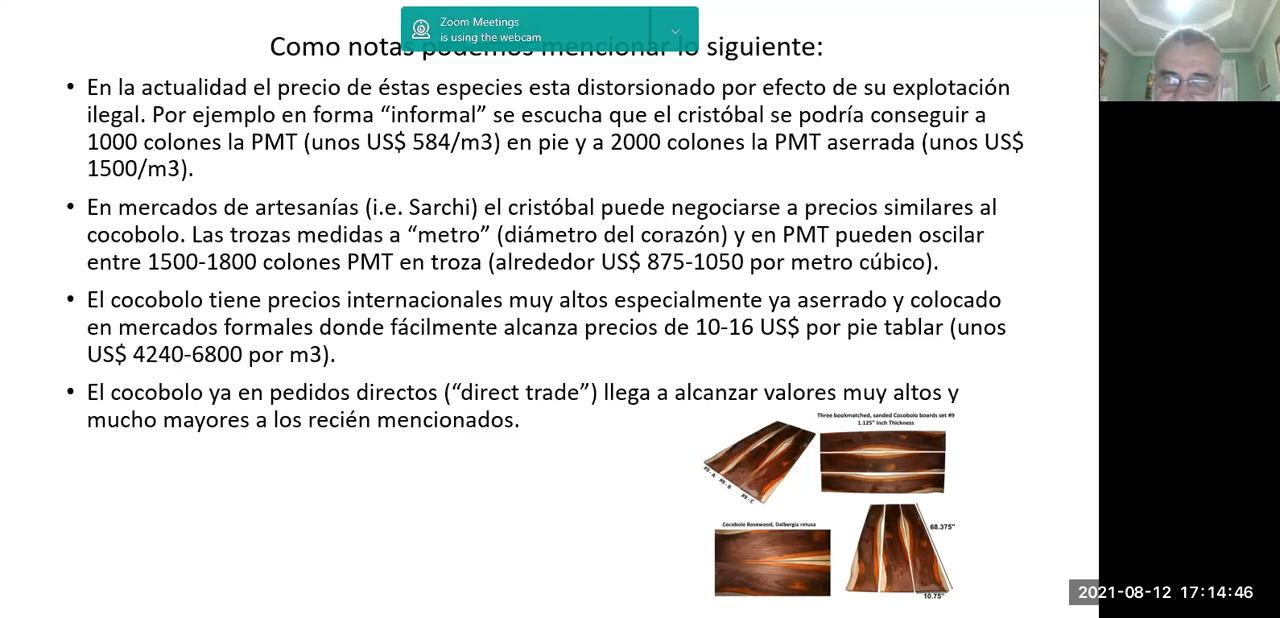 Zoom Meetings
is using the webcam
Como notas podemos mencionar lo siguiente:
• En la actualidad el precio de éstas especies esta distorsionado por efecto de su explotación
ilegal. Por ejemplo en forma “informal” se escucha que el cristóbal se podría conseguir a
1000 colones la PMT (unos US$ 584/m3) en pie y a 2000 colones la PMT aserrada (unos US$
1500/m3).
• En mercados de artesanías (i.e. Sarchi) el cristóbal puede negociarse a precios similares al
cocobolo. Las trozas medidas a “metro” (diámetro del corazón) y en PMT pueden oscilar
entre 1500-1800 colones PMT en troza (alrededor US$ 875-1050 por metro cúbico).
• El cocobolo tiene precios internacionales muy altos especialmente ya aserrado y colocado
en mercados formales donde fácilmente alcanza precios de 10-16 US$ por pie tablar (unos
US$ 4240-6800 por m3).
• El cocobolo ya en pedidos directos (“direct trade”) llega a alcanzar valores muy altos y
mucho mayores a los recién mencionados.
Three bookmatched, sanded Cocobolo boards set #9
1.125" inch Thickness
#9 - A
#9 - B
#9 - C
Cocobolo Rosewood, Dalbergia retusa
68.375"
10.75"
2021-08-12 17:14:46